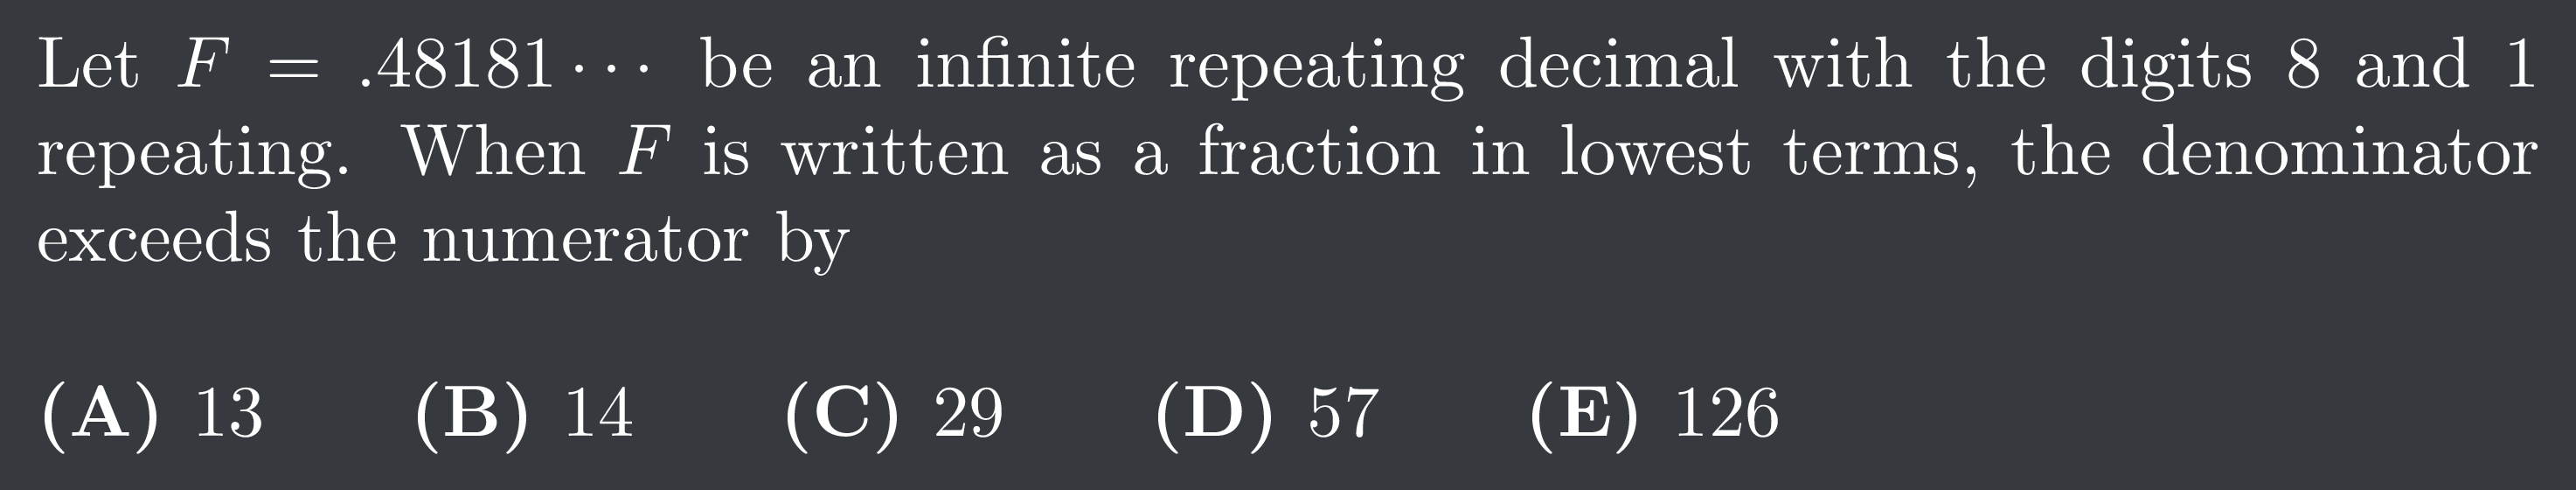 Let F = .48181··· be an infinite repeating decimal with the digits 8 and 1
repeating. When F is written as a fraction in lowest terms, the denominator
exceeds the numerator by
(A) 13 (B) 14 (C) 29 (D) 57 (E) 126